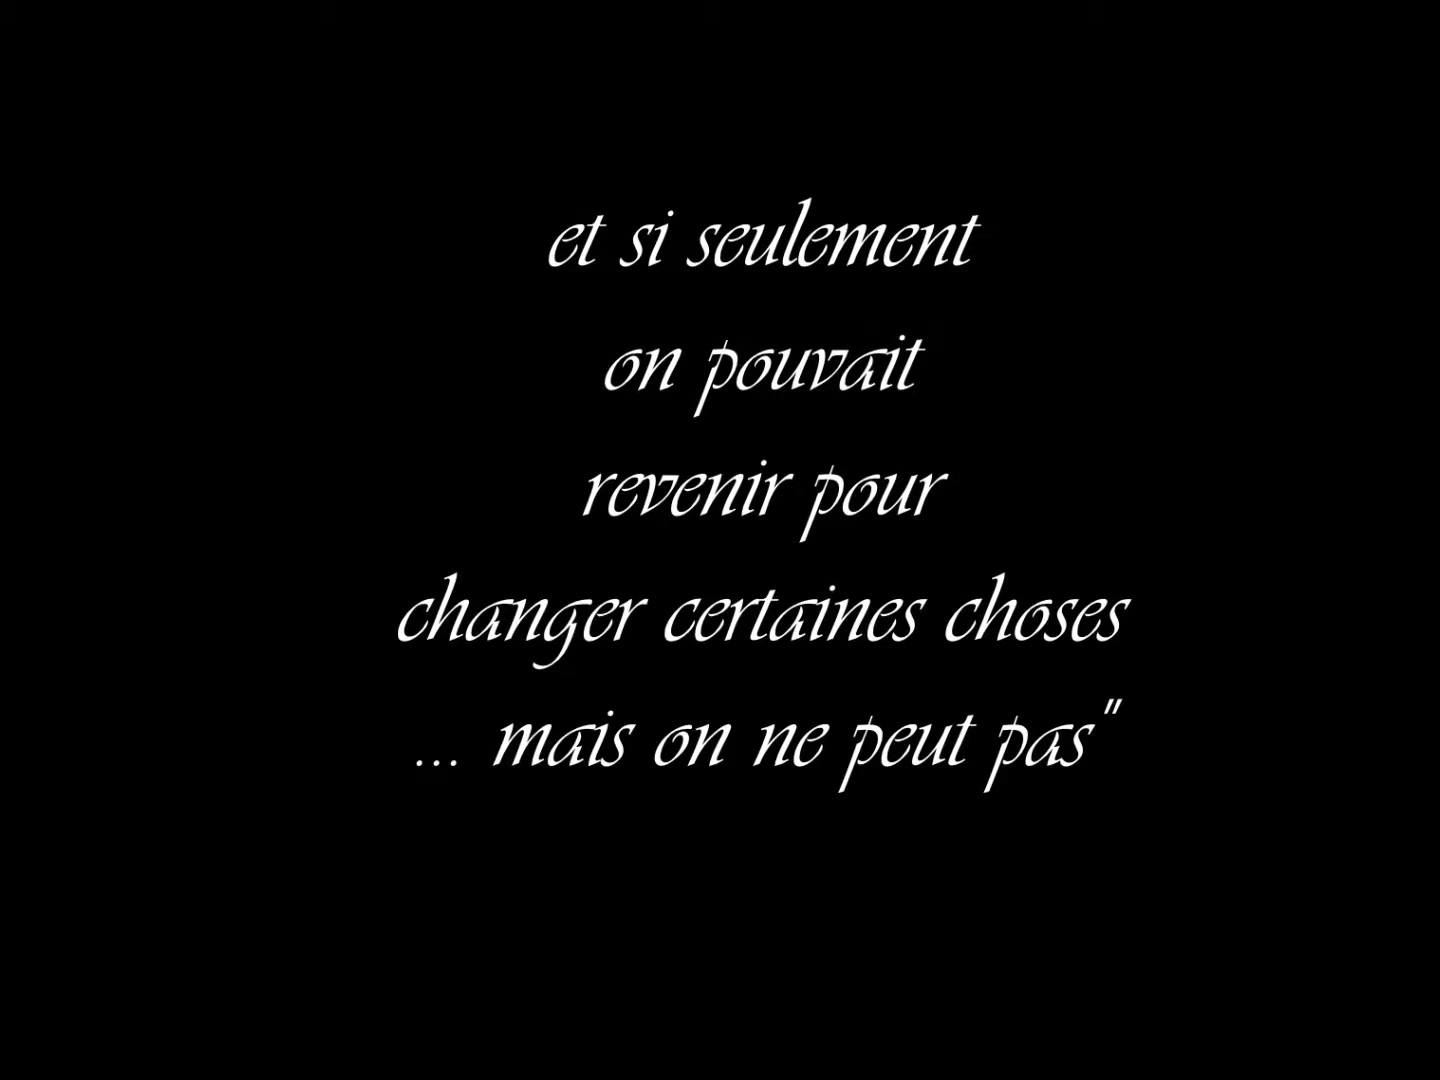 et si seulement
on pouvait
revenir pour
changer certaines choses
... mais on ne peut pas"